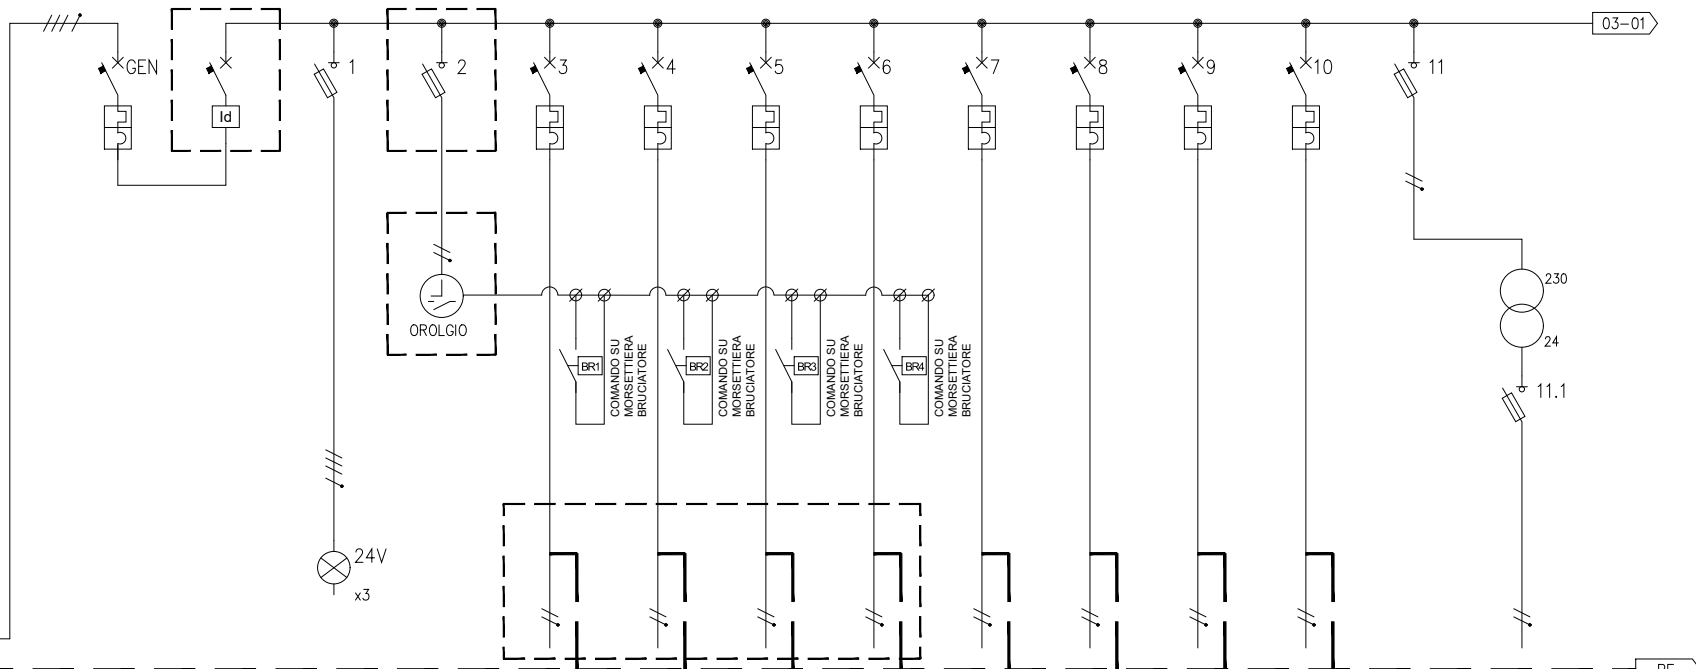 03-01
GEN
Id
1
2
3
4
5
6
7
8
9
10
11
OROLGIO
230
24
BR1
COMANDO SU
MORSETTIERA
BRUCIATORE
BR2
COMANDO SU
MORSETTIERA
BRUCIATORE
BR3
COMANDO SU
MORSETTIERA
BRUCIATORE
BR4
COMANDO SU
MORSETTIERA
BRUCIATORE
11.1
24V
x3